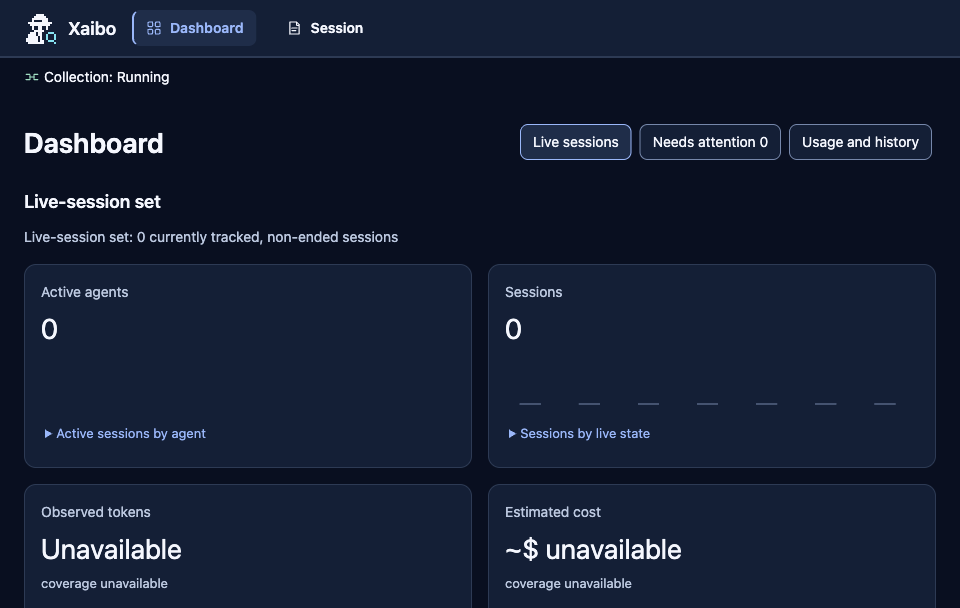 Xaibo Dashboard Session
Collection: Running
Dashboard
Live sessions Needs attention 0 Usage and history
Live-session set
Live-session set: 0 currently tracked, non-ended sessions
Active agents
0
Active sessions by agent
Sessions
0
Sessions by live state
Observed tokens
Unavailable
coverage unavailable
Estimated cost
~$ unavailable
coverage unavailable